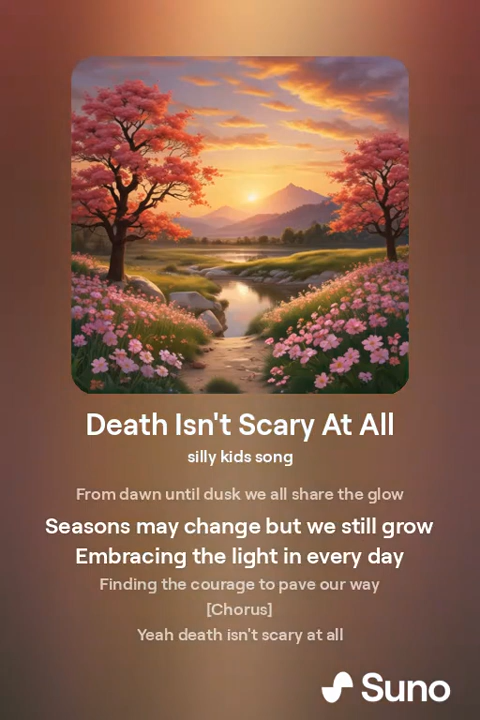 Death Isn't Scary At All
silly kids song
From dawn until dusk we all share the glow
Seasons may change but we still grow
Embracing the light in every day
Finding the courage to pave our way
[Chorus]
Yeah death isn't scary at all
Suno